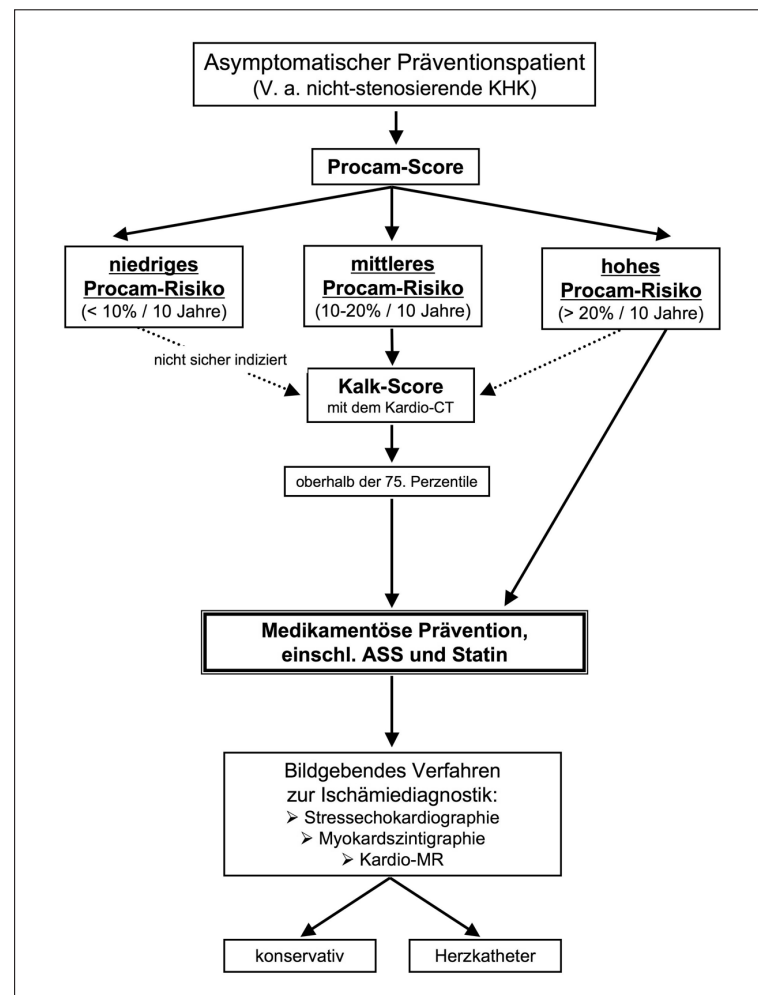 Asymptomatischer Präventionspatient
(V. a. nicht-stenosierende KHK)
Procam-Score
niedriges
Procam-Risiko
(< 10% / 10 Jahre)
mittleres
Procam-Risiko
(10-20% / 10 Jahre)
hohes
Procam-Risiko
(> 20% / 10 Jahre)
nicht sicher indiziert
Kalk-Score
mit dem Kardio-CT
oberhalb der 75. Perzentile
Medikamentöse Prävention,
einschl. ASS und Statin
Bildgebendes Verfahren
zur Ischämiediagnostik:
➢ Stressechokardiographie
➢ Myokardszintigraphie
➢ Kardio-MR
konservativ
Herzkatheter